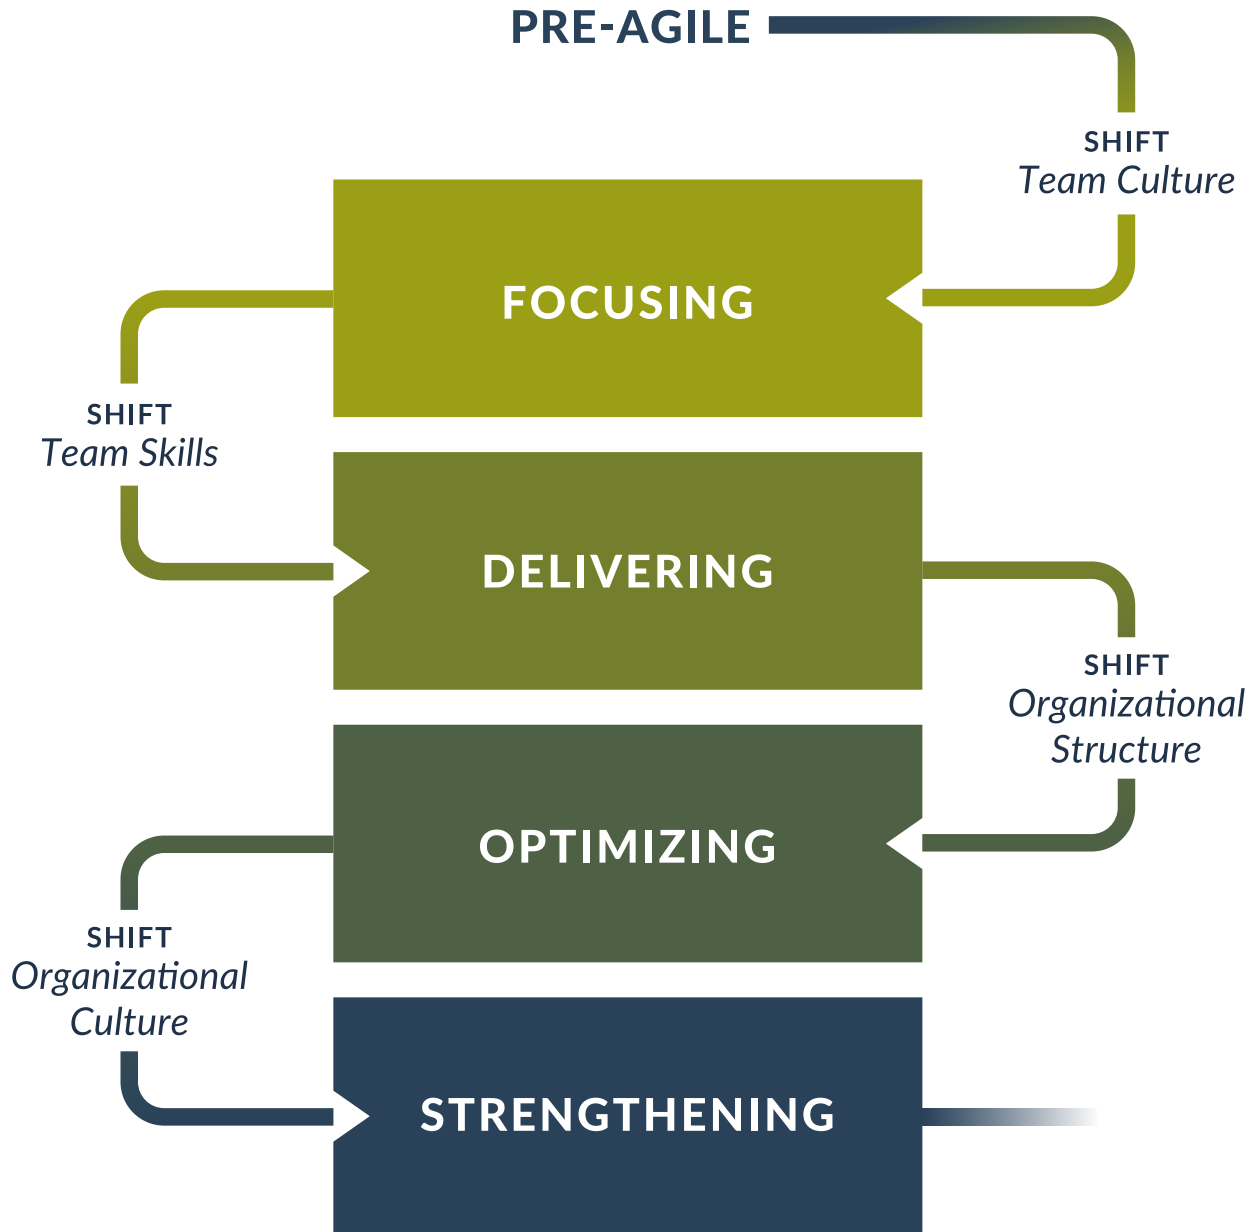 PRE-AGILE
SHIFT
Team Culture
FOCUSING
SHIFT
Team Skills
DELIVERING
SHIFT
Organizational
Structure
OPTIMIZING
SHIFT
Organizational
Culture
STRENGTHENING